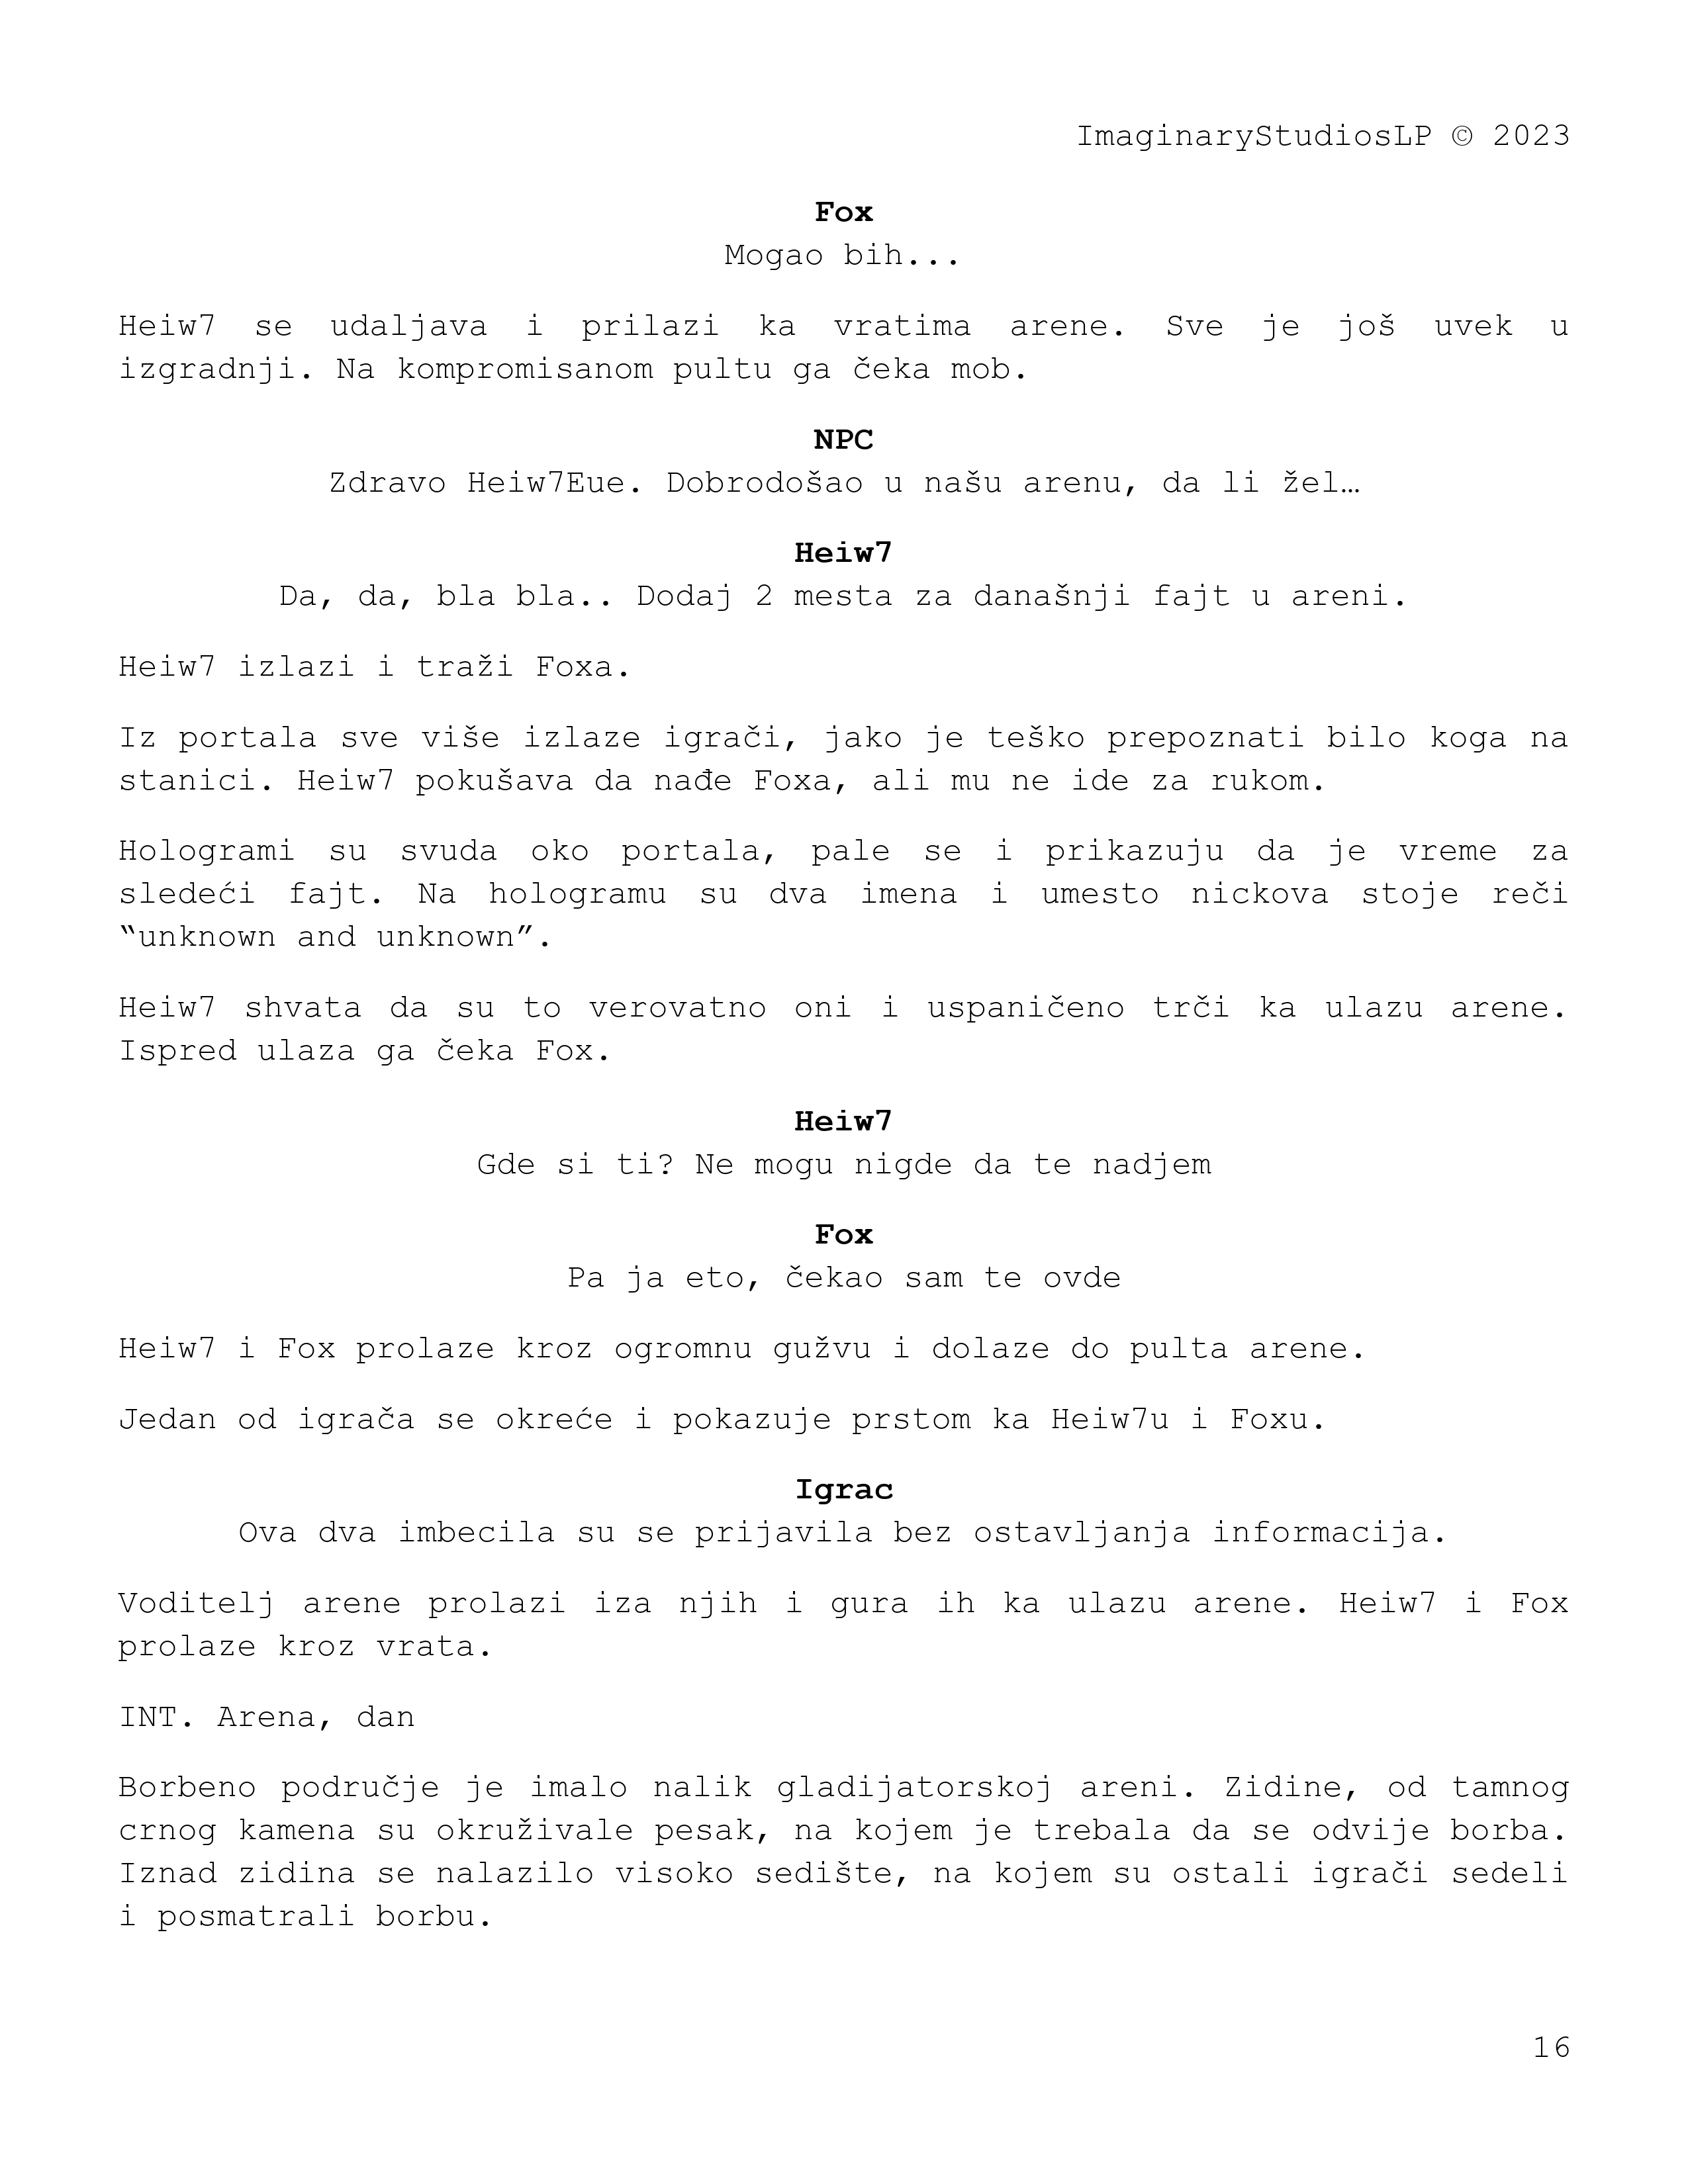 ImaginaryStudiosLP © 2023
Fox
Mogao bih...
Heiw7 se udaljava i prilazi ka vratima arene. Sve je još uvek u
izgradnji. Na kompromisanom pultu ga čeka mob.
NPC
Zdravo Heiw7Eue. Dobrodošao u našu arenu, da li žel…
Heiw7
Da, da, bla bla.. Dodaj 2 mesta za današnji fajt u areni.
Heiw7 izlazi i traži Foxa.
Iz portala sve više izlaze igrači, jako je teško prepoznati bilo koga na
stanici. Heiw7 pokušava da nađe Foxa, ali mu ne ide za rukom.
Hologrami su svuda oko portala, pale se i prikazuju da je vreme za
sledeći fajt. Na hologramu su dva imena i umesto nickova stoje reči
“unknown and unknown”.
Heiw7 shvata da su to verovatno oni i uspaničeno trči ka ulazu arene.
Ispred ulaza ga čeka Fox.
Heiw7
Gde si ti? Ne mogu nigde da te nadjem
Fox
Pa ja eto, čekao sam te ovde
Heiw7 i Fox prolaze kroz ogromnu gužvu i dolaze do pulta arene.
Jedan od igrača se okreće i pokazuje prstom ka Heiw7u i Foxu.
Igrac
Ova dva imbecila su se prijavila bez ostavljanja informacija.
Voditelj arene prolazi iza njih i gura ih ka ulazu arene. Heiw7 i Fox
prolaze kroz vrata.
INT. Arena, dan
Borbeno područje je imalo nalik gladijatorskoj areni. Zidine, od tamnog
crnog kamena su okruživale pesak, na kojem je trebala da se odvije borba.
Iznad zidina se nalazilo visoko sedište, na kojem su ostali igrači sedeli
i posmatrali borbu.
16